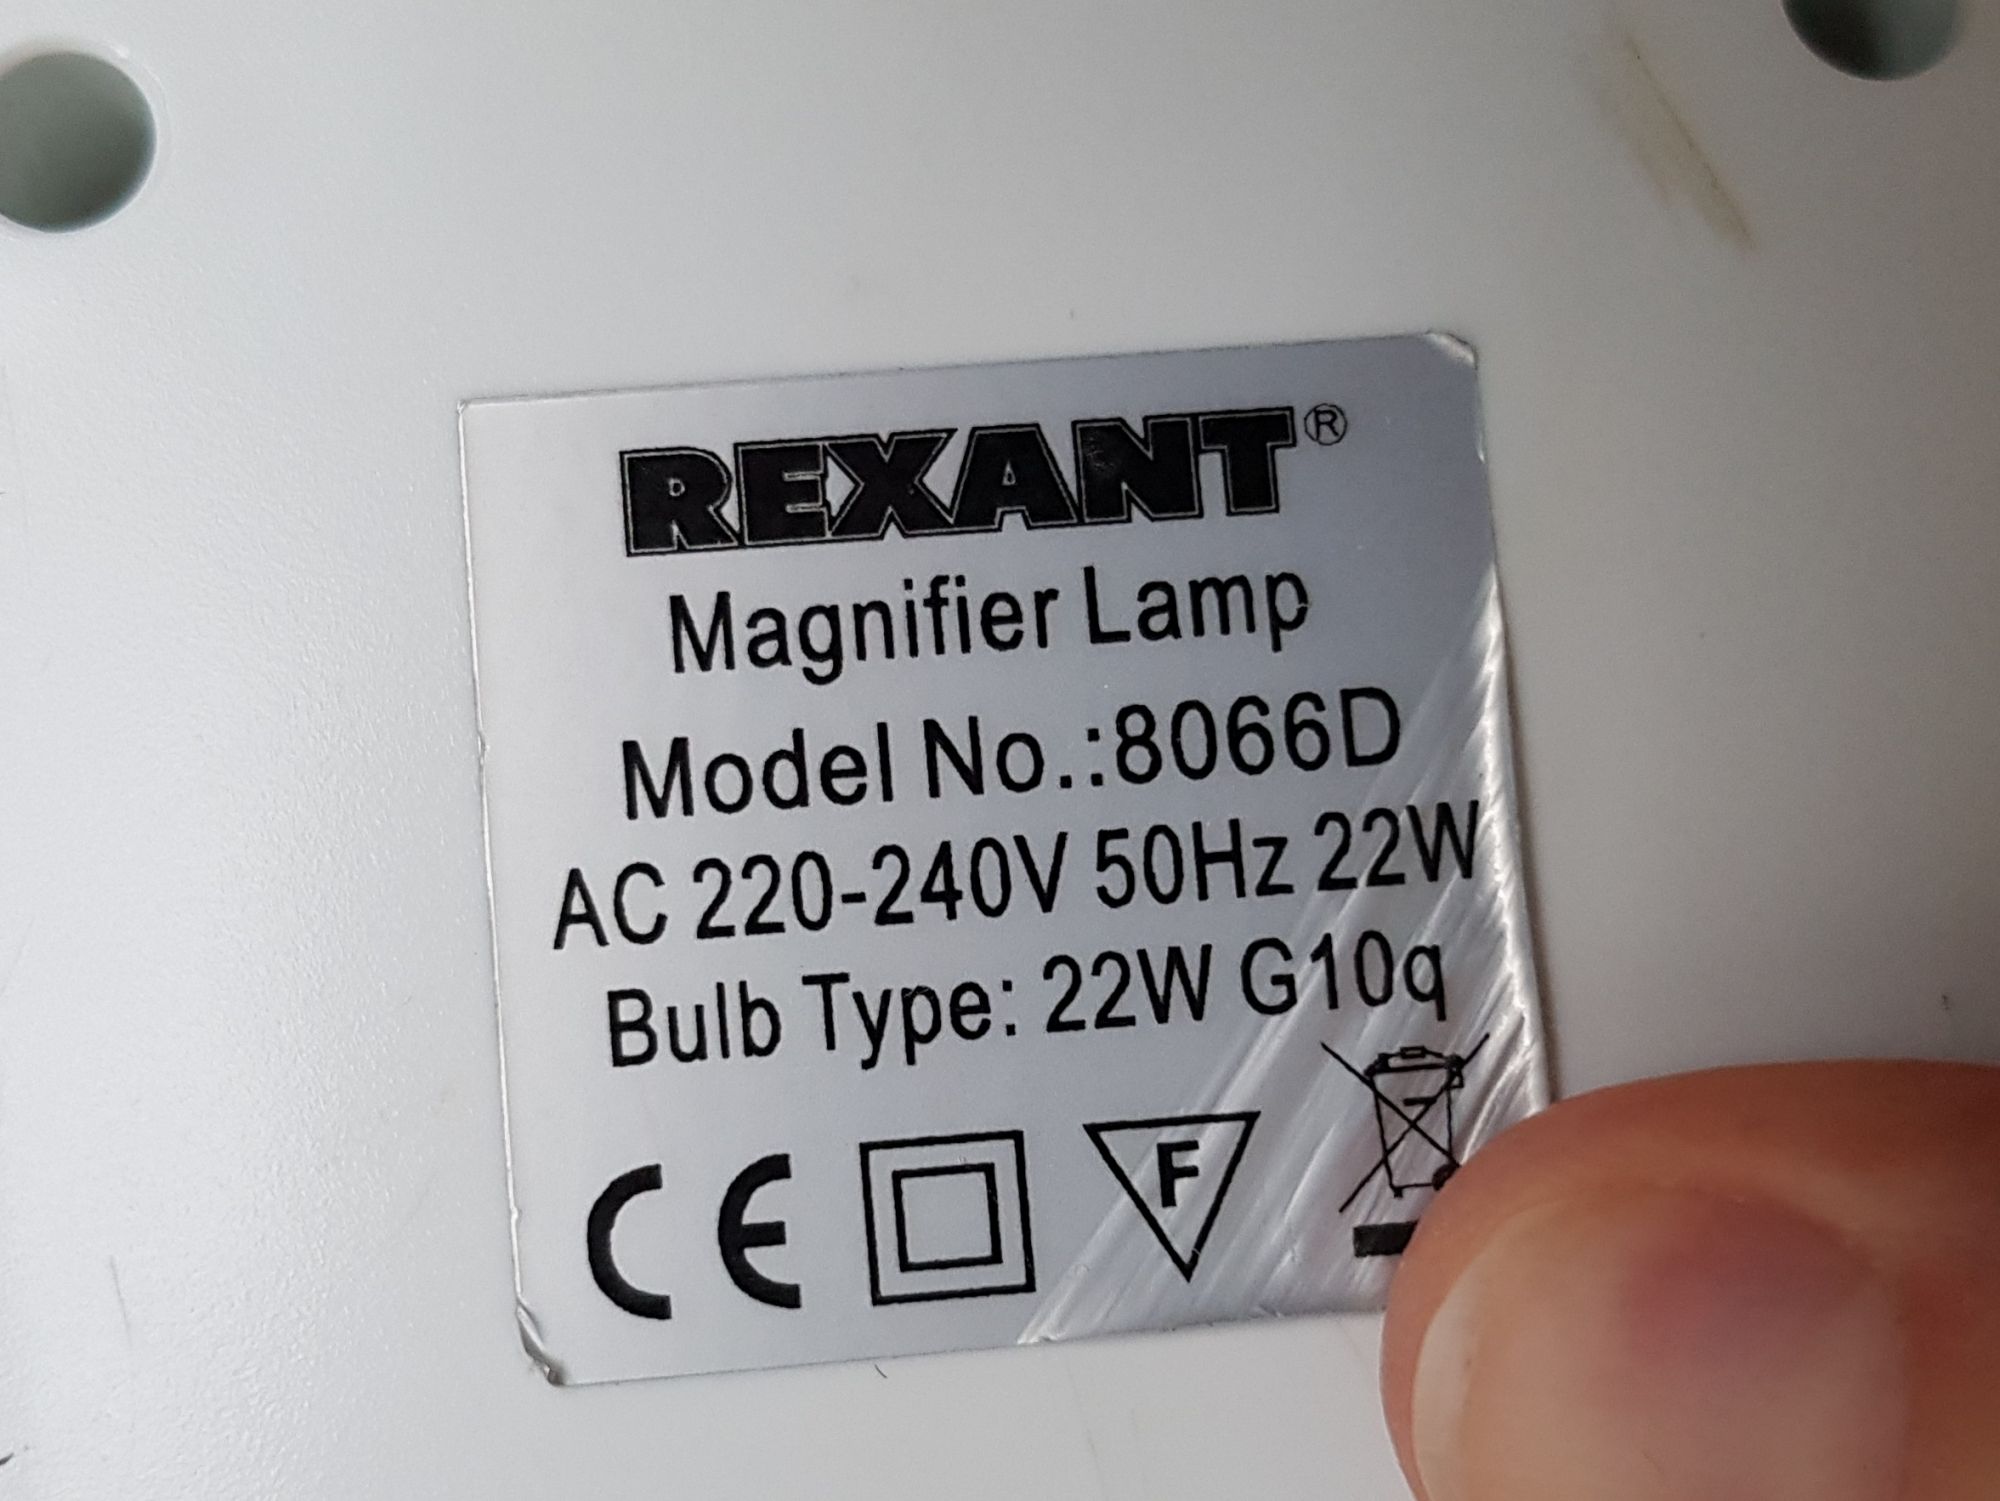 REXANT®
Magnifier Lamp
Model No.:8066D
AC 220-240V 50Hz 22W
Bulb Type: 22W G10q
CE F